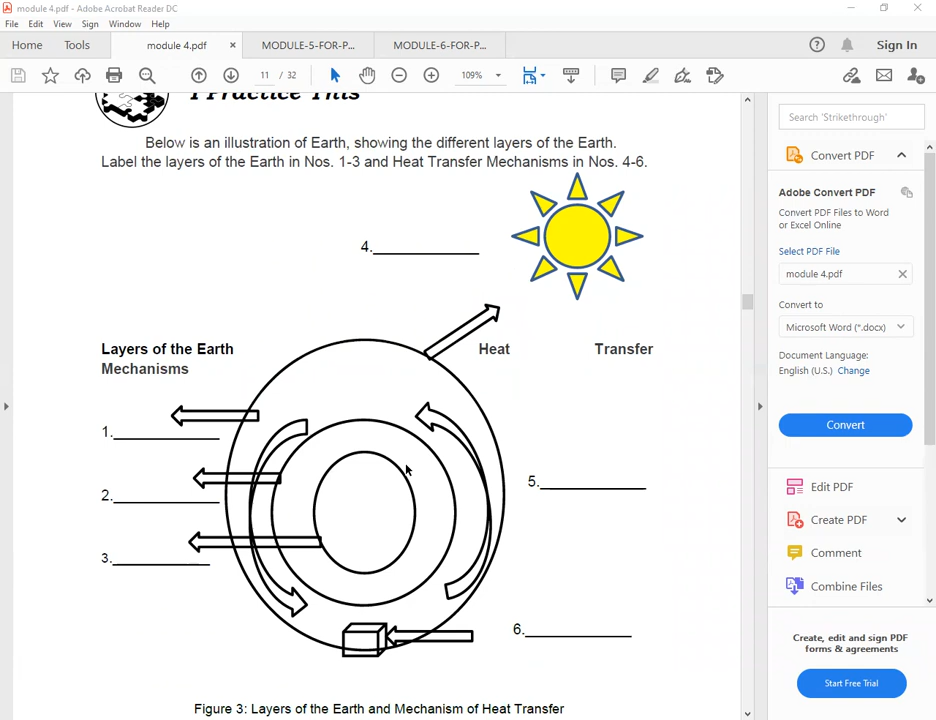 module 4.pdf - Adobe Acrobat Reader DC
File Edit View Sign Window Help
Home Tools module 4.pdf × MODULE-5-FOR-P... MODULE-6-FOR-P... Sign In
11 / 32 109%
I Practice This
Below is an illustration of Earth, showing the different layers of the Earth.
Label the layers of the Earth in Nos. 1-3 and Heat Transfer Mechanisms in Nos. 4-6.
4.____________
Layers of the Earth Heat Transfer
Mechanisms
1.____________
2.____________
3.___________
5.____________
6.____________
Figure 3: Layers of the Earth and Mechanism of Heat Transfer
Search 'Strikethrough'
Convert PDF
Adobe Convert PDF
Convert PDF Files to Word
or Excel Online
Select PDF File
module 4.pdf
Convert to
Microsoft Word (*.docx)
Document Language:
English (U.S.) Change
Convert
Edit PDF
Create PDF
Comment
Combine Files
Create, edit and sign PDF
forms & agreements
Start Free Trial